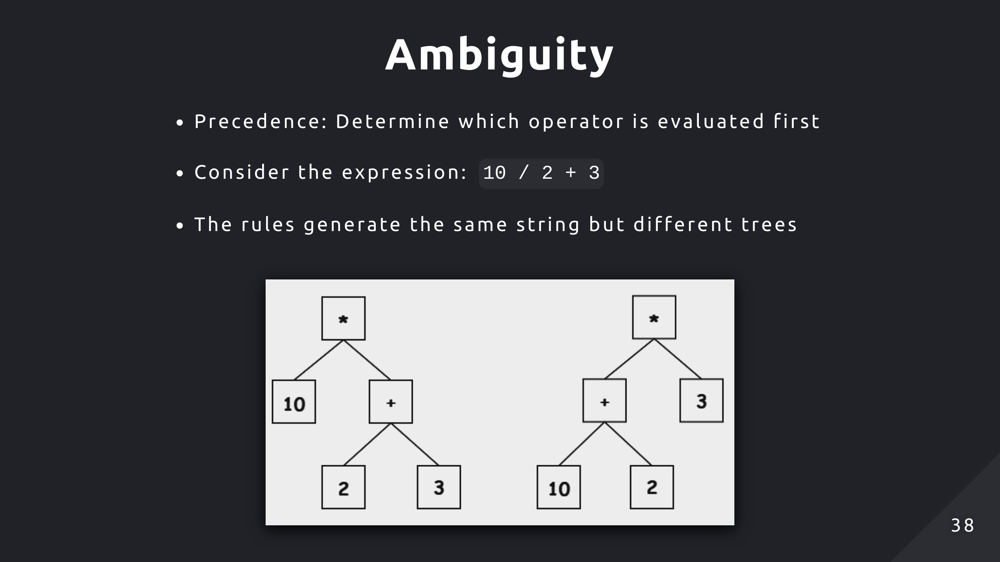 Ambiguity
• Precedence: Determine which operator is evaluated first
• Consider the expression: 10 / 2 + 3
• The rules generate the same string but different trees
* *
10 + + 3
2 3 10 2
38